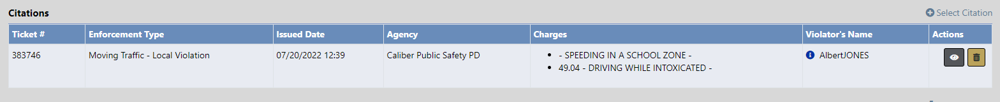 Citations
Select Citation
Ticket # Enforcement Type Issued Date Agency Charges Violator's Name Actions
383746 Moving Traffic - Local Violation 07/20/2022 12:39 Caliber Public Safety PD - SPEEDING IN A SCHOOL ZONE - AlbertJONES
49.04 - DRIVING WHILE INTOXICATED -